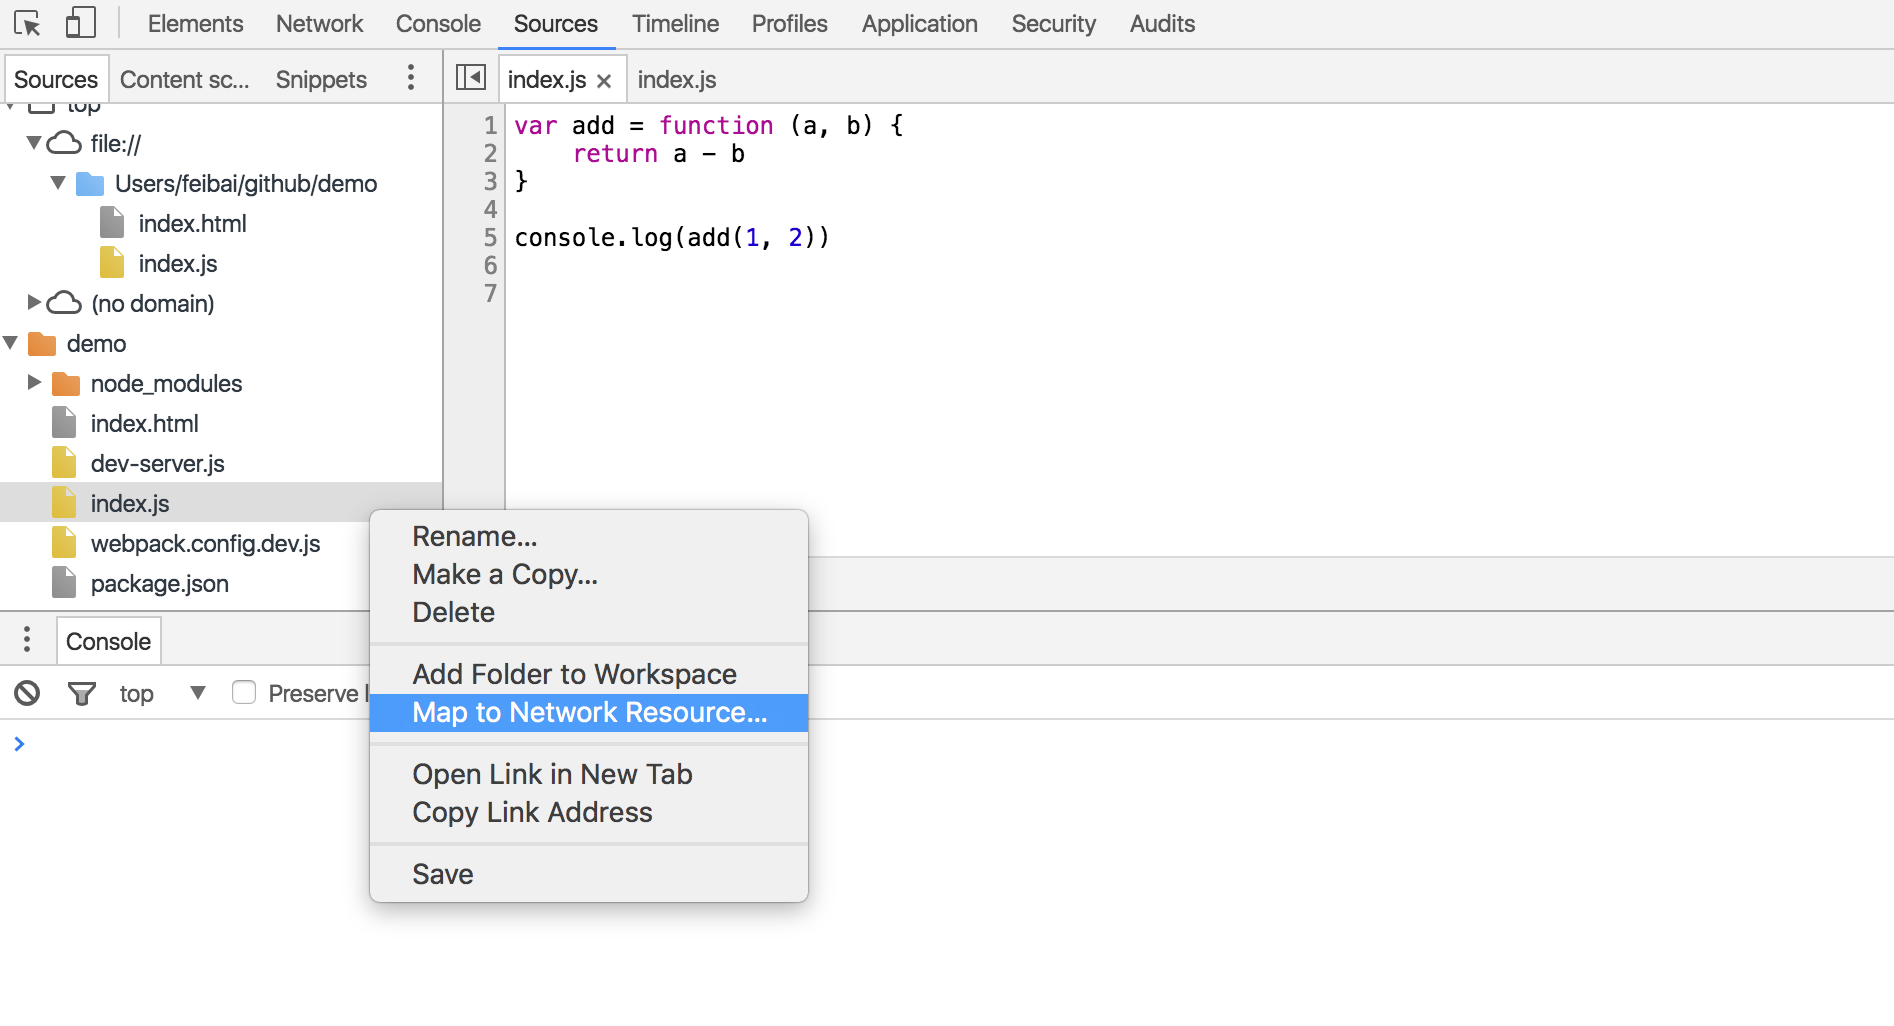 Elements Network Console Sources Timeline Profiles Application Security Audits
Sources Content sc... Snippets
index.js × index.js
top
file://
Users/feibai/github/demo
index.html
index.js
(no domain)
demo
node_modules
index.html
dev-server.js
index.js
webpack.config.dev.js
package.json
1 var add = function (a, b) {
2     return a - b
3 }
4
5 console.log(add(1, 2))
6
7
Rename...
Make a Copy...
Delete
Add Folder to Workspace
Map to Network Resource...
Open Link in New Tab
Copy Link Address
Save
Console
top Preserve